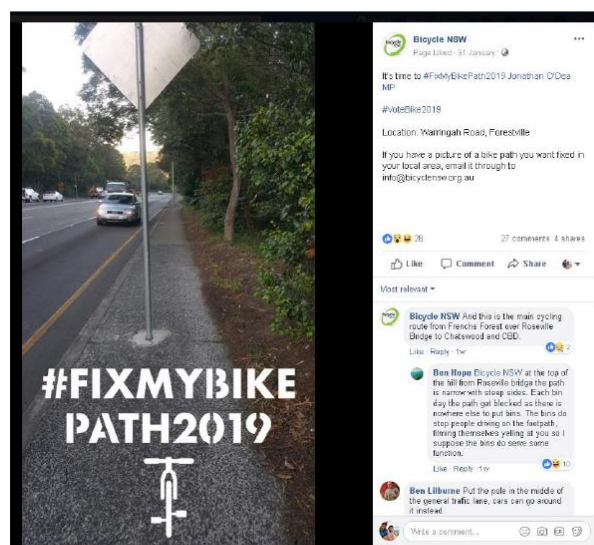 #FIXMYBIKE
PATH2019
Bicycle NSW
Page Liked · 31 January ·
It's time to #FixMyBikePath2019 Jonathan O'Dea
MP
#VoteBike2019
Location: Warringah Road, Forestville
If you have a picture of a bike path you want fixed in
your local area, email it through to
info@bicyclensw.org.au
28
27 comments 4 shares
Like Comment Share
Most relevant
Bicycle NSW And this is the main cycling
route from Frenchs Forest over Roseville
Bridge to Chatswood and CBD.
2
Like · Reply · 1w
Ben Hope Bicycle NSW at the top of
the hill from Roseville bridge the path
is narrow with steep sides. Each bin
day the path get blocked as there is
nowhere else to put bins. The bins do
stop people driving on the footpath,
filming themselves yelling at you so I
suppose the bins do serve some
function.
10
Like · Reply · 1w
Ben Lilburne Put the pole in the middle of
the general traffic lane, cars can go around
it instead
Write a comment...